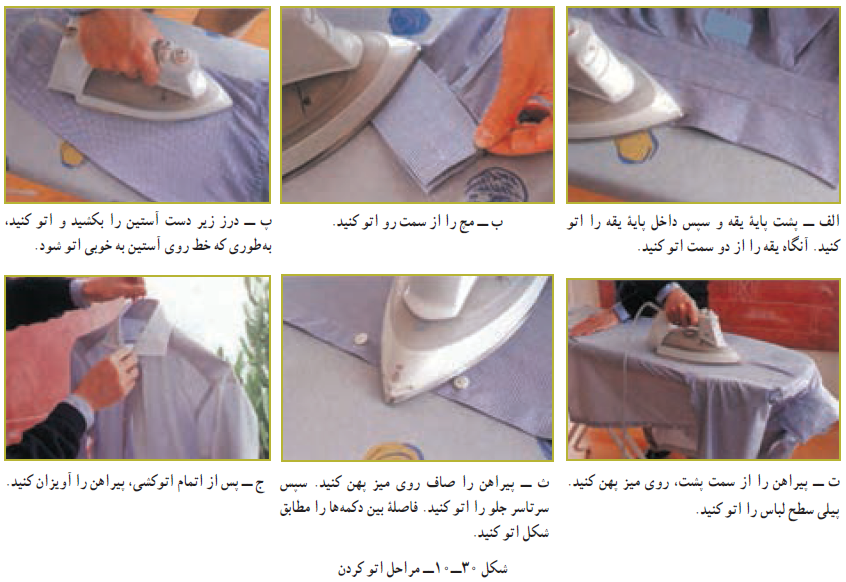 الف ــ پشت پایۀ یقه و سپس داخل پایۀ یقه را اتو
کنید. آنگاه یقه را از دو سمت اتو کنید.
ب ــ مچ را از سمت رو اتو کنید.
پ ــ درز زیر دست آستین را بکشید و اتو کنید،
به‌طوری که خط روی آستین به خوبی اتو شود.
ت ــ پیراهن را از سمت پشت، روی میز پهن کنید.
پیلی سطح لباس را اتو کنید.
ث ــ پیراهن را صاف روی میز پهن کنید. سپس
سرتاسر جلو را اتو کنید. فاصلۀ بین دکمه‌ها را مطابق
شکل اتو کنید.
ج ــ پس از اتمام اتوکشی، پیراهن را آویزان کنید.
شکل ۳۰ــ۱۰ــ مراحل اتو کردن